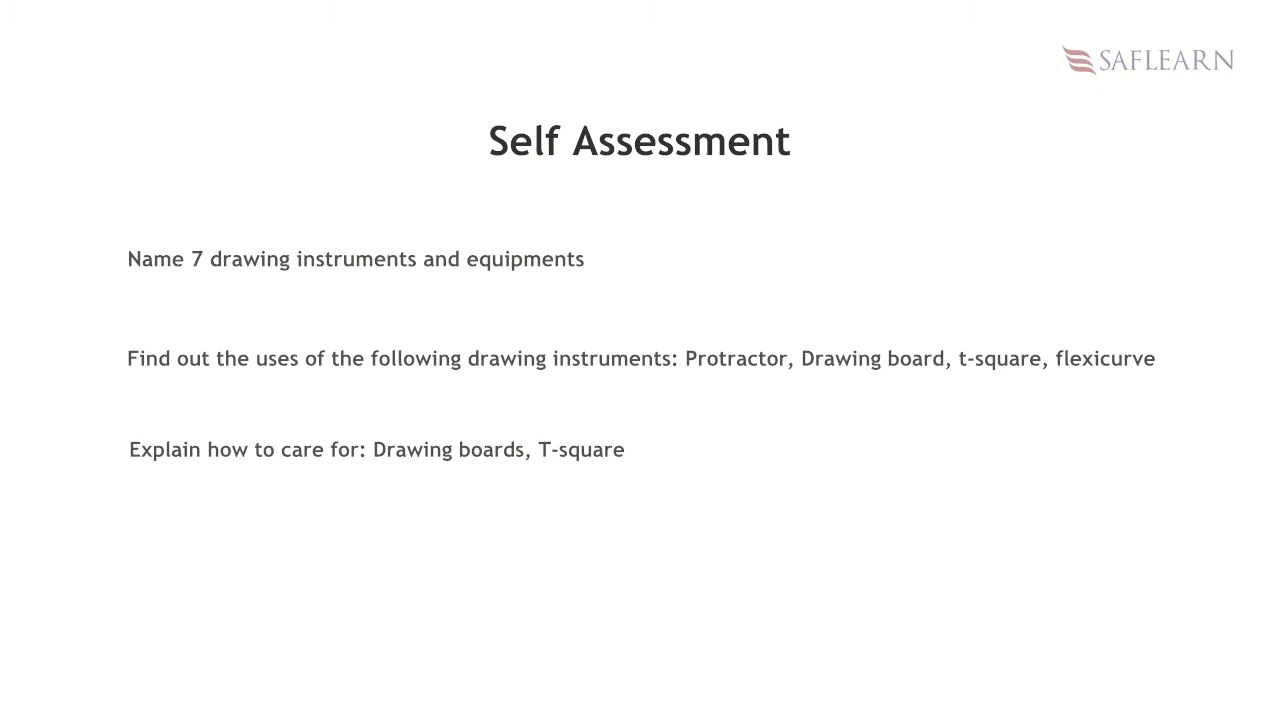 SAFLEARN
Self Assessment
Name 7 drawing instruments and equipments
Find out the uses of the following drawing instruments: Protractor, Drawing board, t-square, flexicurve
Explain how to care for: Drawing boards, T-square